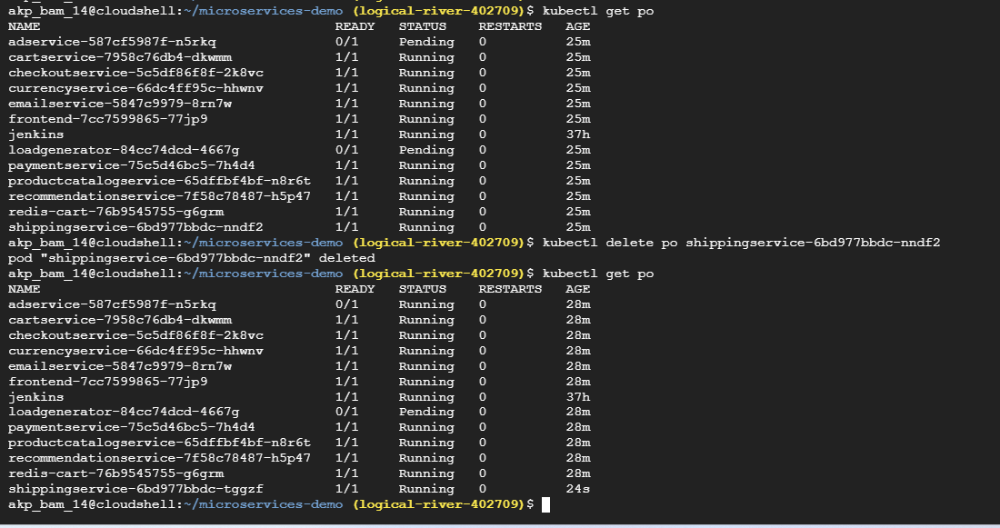 akp_bam_14@cloudshell:~/microservices-demo (logical-river-402709)$ kubectl get po
NAME READY STATUS RESTARTS AGE
adservice-587cf5987f-n5rkq 0/1 Pending 0 25m
cartservice-7958c76db4-dkwmm 1/1 Running 0 25m
checkoutservice-5c5df86f8f-2k8vc 1/1 Running 0 25m
currencyservice-66dc4ff95c-hhwnv 1/1 Running 0 25m
emailservice-5847c9979-8rn7w 1/1 Running 0 25m
frontend-7cc7599865-77jp9 1/1 Running 0 25m
jenkins 1/1 Running 0 37h
loadgenerator-84cc74dcd-4667g 0/1 Pending 0 25m
paymentservice-75c5d46bc5-7h4d4 1/1 Running 0 25m
productcatalogservice-65dffbf4bf-n8r6t 1/1 Running 0 25m
recommendationservice-7f58c78487-h5p47 1/1 Running 0 25m
redis-cart-76b9545755-g6grm 1/1 Running 0 25m
shippingservice-6bd977bbdc-nndf2 1/1 Running 0 25m
akp_bam_14@cloudshell:~/microservices-demo (logical-river-402709)$ kubectl delete po shippingservice-6bd977bbdc-nndf2
pod "shippingservice-6bd977bbdc-nndf2" deleted
akp_bam_14@cloudshell:~/microservices-demo (logical-river-402709)$ kubectl get po
NAME READY STATUS RESTARTS AGE
adservice-587cf5987f-n5rkq 0/1 Running 0 28m
cartservice-7958c76db4-dkwmm 1/1 Running 0 28m
checkoutservice-5c5df86f8f-2k8vc 1/1 Running 0 28m
currencyservice-66dc4ff95c-hhwnv 1/1 Running 0 28m
emailservice-5847c9979-8rn7w 1/1 Running 0 28m
frontend-7cc7599865-77jp9 1/1 Running 0 28m
jenkins 1/1 Running 0 37h
loadgenerator-84cc74dcd-4667g 0/1 Pending 0 28m
paymentservice-75c5d46bc5-7h4d4 1/1 Running 0 28m
productcatalogservice-65dffbf4bf-n8r6t 1/1 Running 0 28m
recommendationservice-7f58c78487-h5p47 1/1 Running 0 28m
redis-cart-76b9545755-g6grm 1/1 Running 0 28m
shippingservice-6bd977bbdc-tggzf 1/1 Running 0 24s
akp_bam_14@cloudshell:~/microservices-demo (logical-river-402709)$